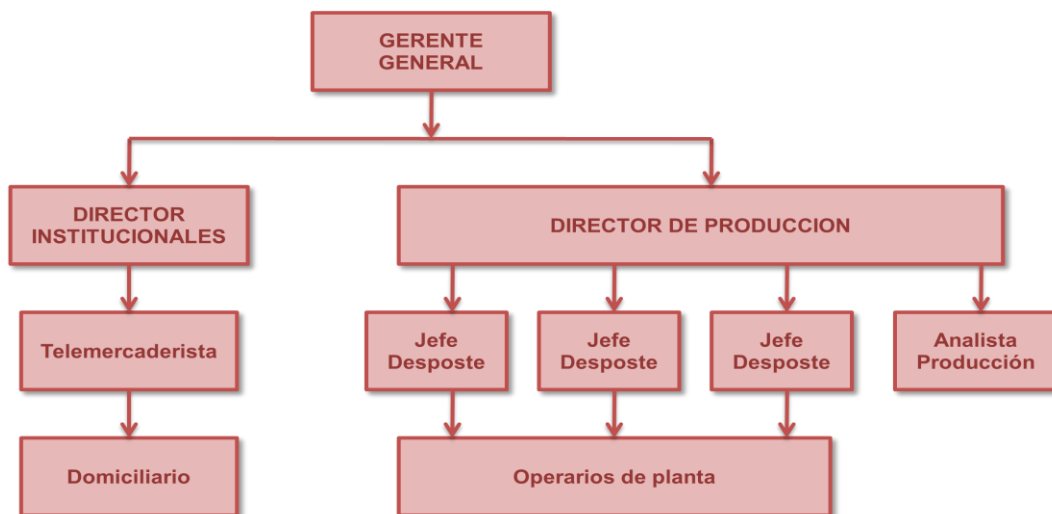 GERENTE
GENERAL
DIRECTOR
INSTITUCIONALES
DIRECTOR DE PRODUCCION
Telemercaderista
Jefe
Desposte
Jefe
Desposte
Jefe
Desposte
Analista
Producción
Domiciliario
Operarios de planta